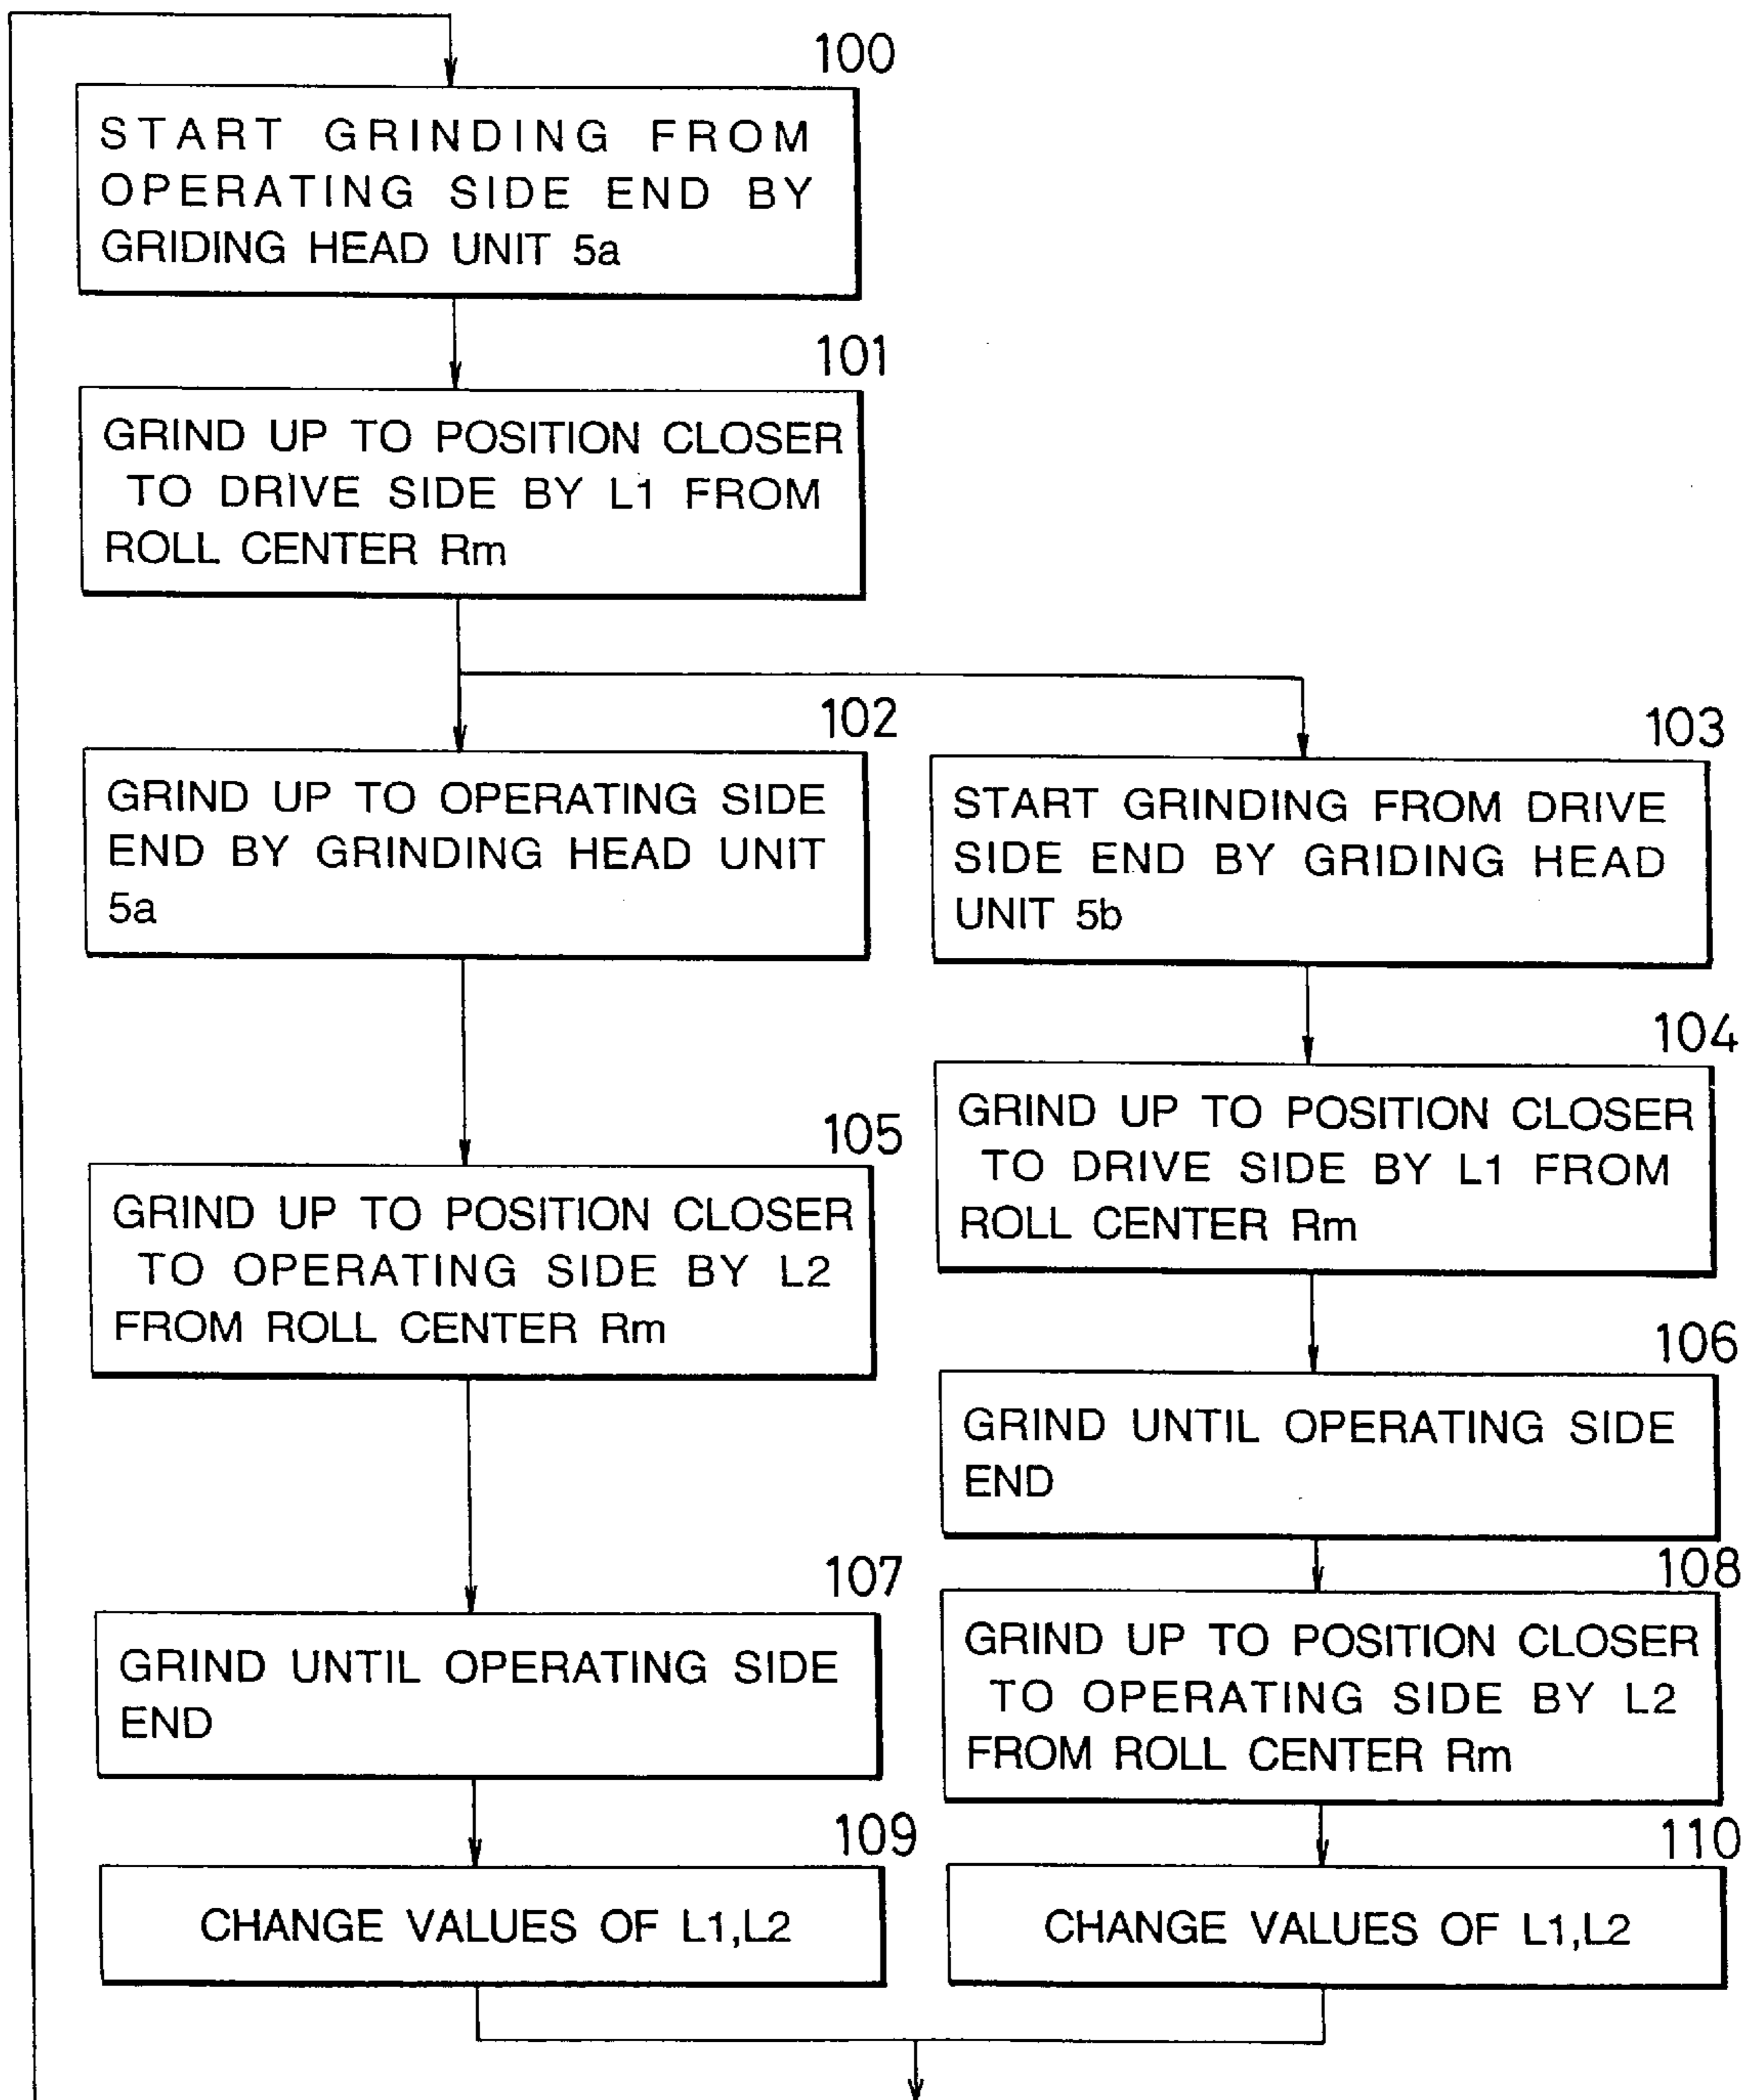 100
START GRINDING FROM
OPERATING SIDE END BY
GRIDING HEAD UNIT 5a
101
GRIND UP TO POSITION CLOSER
TO DRIVE SIDE BY L1 FROM
ROLL CENTER Rm
102
GRIND UP TO OPERATING SIDE
END BY GRINDING HEAD UNIT
5a
103
START GRINDING FROM DRIVE
SIDE END BY GRIDING HEAD
UNIT 5b
104
GRIND UP TO POSITION CLOSER
TO DRIVE SIDE BY L1 FROM
ROLL CENTER Rm
105
GRIND UP TO POSITION CLOSER
TO OPERATING SIDE BY L2
FROM ROLL CENTER Rm
106
GRIND UNTIL OPERATING SIDE
END
107
GRIND UNTIL OPERATING SIDE
END
108
GRIND UP TO POSITION CLOSER
TO OPERATING SIDE BY L2
FROM ROLL CENTER Rm
109
CHANGE VALUES OF L1,L2
110
CHANGE VALUES OF L1,L2